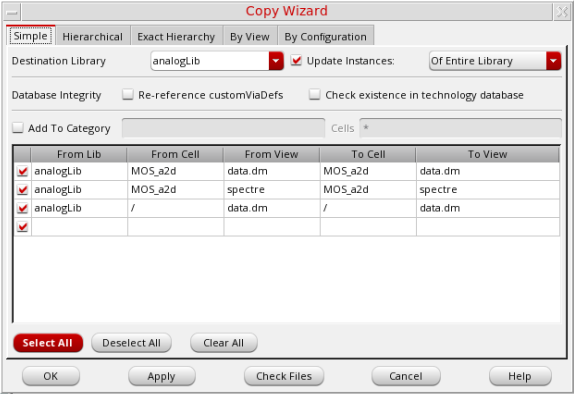 Copy Wizard
Simple Hierarchical Exact Hierarchy By View By Configuration
Destination Library analogLib Update Instances: Of Entire Library
Database Integrity Re-reference customViaDefs Check existence in technology database
Add To Category Cells *
From Lib From Cell From View To Cell To View
analogLib MOS_a2d data.dm MOS_a2d data.dm
analogLib MOS_a2d spectre MOS_a2d spectre
analogLib / data.dm / data.dm
Select All Deselect All Clear All
OK Apply Check Files Cancel Help